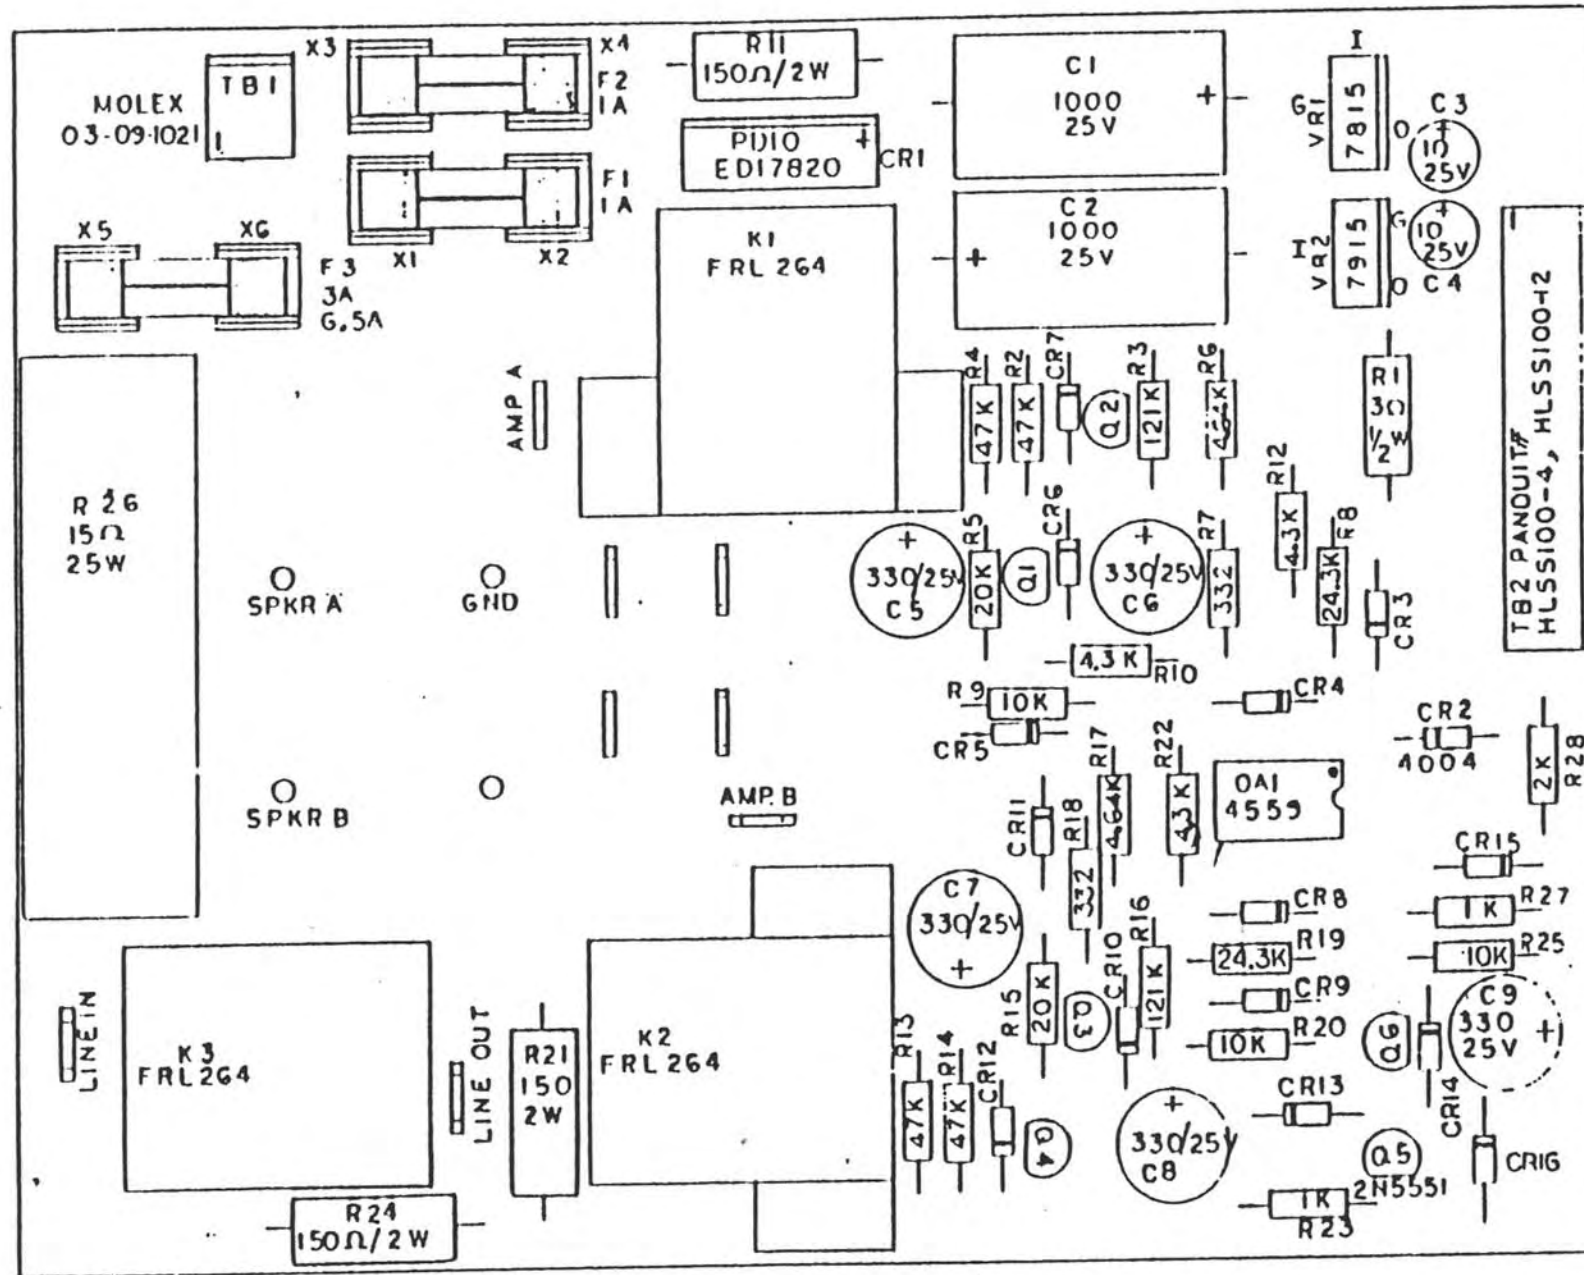 MOLEX
03-09-1021
TB1
1
X3
X4
F2
1A
F1
1A
X1
X2
X5
X6
F3
3A
6.5A
R11
150Ω/2W
PD10
ED17820
+
CR1
C1
1000
25V
+
C2
1000
25V
+
I
G
VR1
7815
O
C3
+
10
25V
I
VR2
7915
G
O
+
10
25V
C4
TB2 PANDUIT#
HLSS100-4, HLSS100-12
K1
FRL 264
AMP A
R4
47K
R2
47K
CR7
Q2
R3
121K
R6
R1
3Ω
1/2W
R12
4.3K
R8
24.3K
CR3
R26
15Ω
25W
SPKR A
GND
+
330/25V
C5
R5
20K
Q1
CR6
+
330/25V
C6
R7
332
4.3K
R10
R9
10K
CR5
CR4
CR2
4004
2K
R28
SPKR B
AMP. B
CR11
R18
332
R17
4.64K
R22
4.3K
OA1
4559
CR15
C7
330/25V
+
CR8
1K
R27
R16
121K
24.3K
R19
10K
R25
R15
20K
Q3
CR10
CR9
10K
R20
Q6
CR14
C9
330
25V
+
LINE IN
K3
FRL264
LINE OUT
R21
150
2W
K2
FRL264
R13
47K
R14
47K
CR12
Q4
+
330/25V
C8
CR13
Q5
2N5551
CR16
1K
R23
R24
150Ω/2W